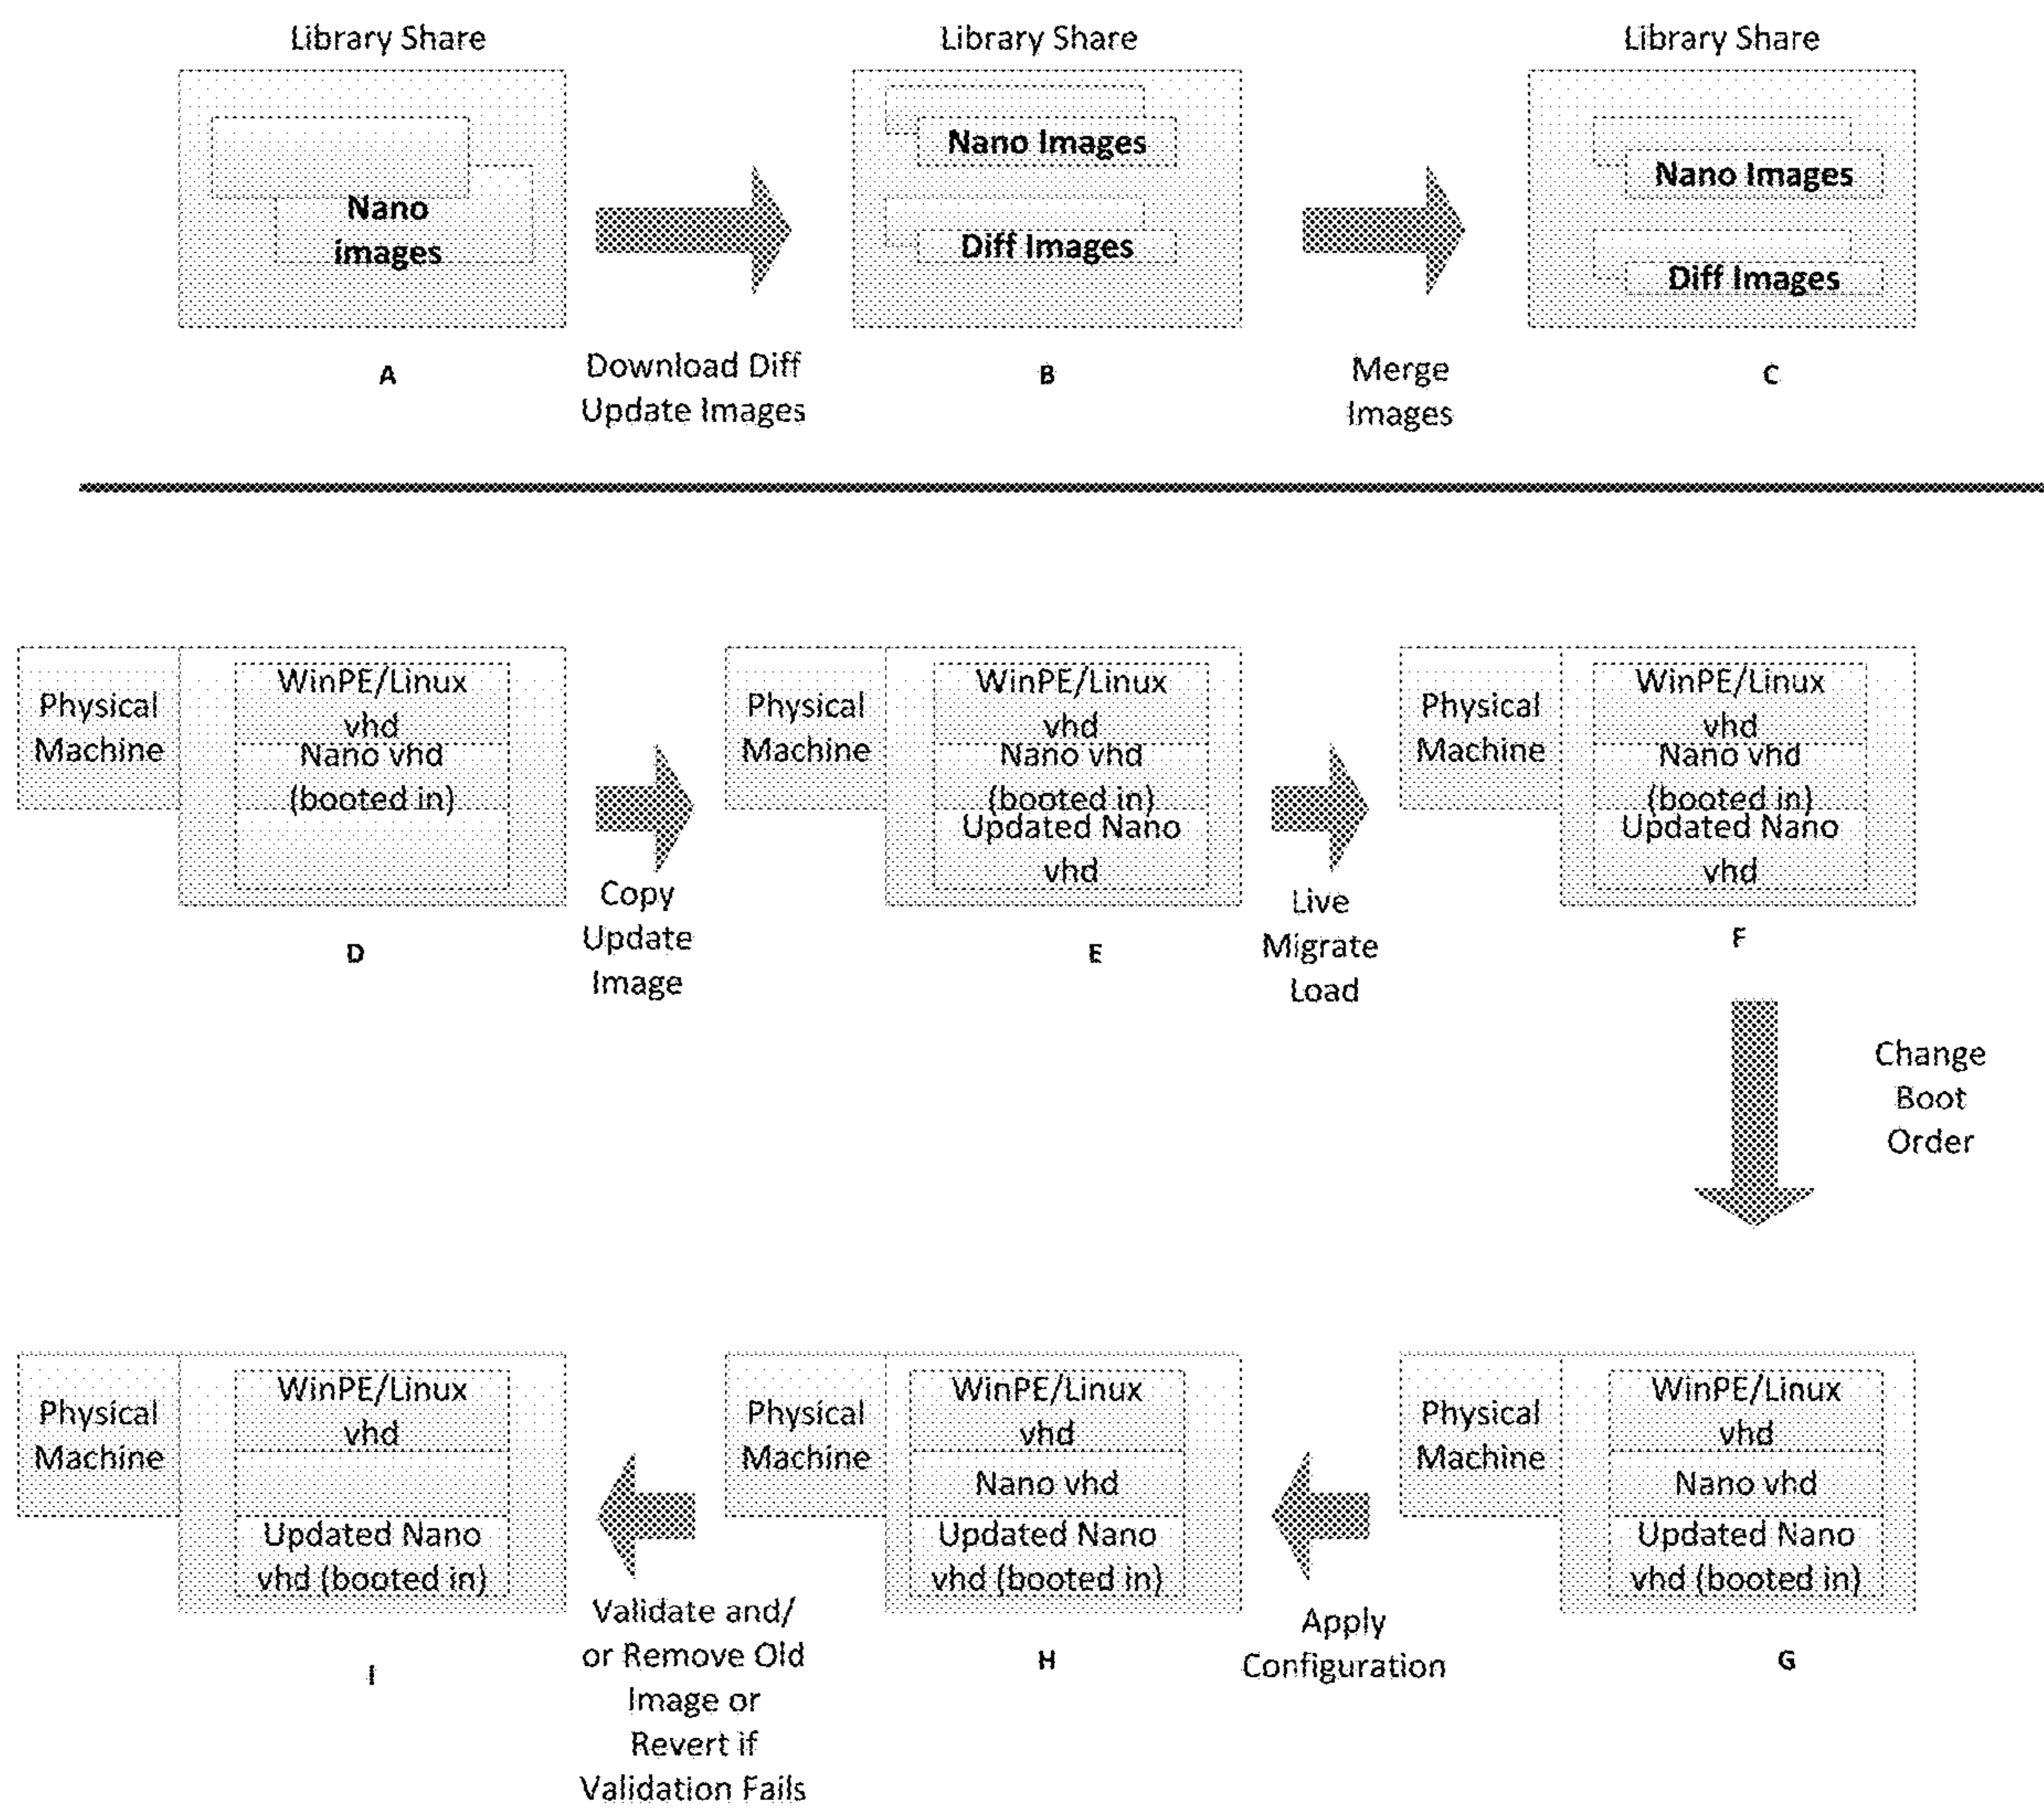 Library Share
Library Share
Library Share
Nano
images
Nano Images
Diff Images
Nano Images
Diff Images
A
Download Diff
Update Images
B
Merge
Images
C
Physical
Machine
WinPE/Linux
vhd
Nano vhd
(booted in)
D
Copy
Update
Image
Physical
Machine
WinPE/Linux
vhd
Nano vhd
(booted in)
Updated Nano
vhd
E
Live
Migrate
Load
Physical
Machine
WinPE/Linux
vhd
Nano vhd
(booted in)
Updated Nano
vhd
F
Change
Boot
Order
Physical
Machine
WinPE/Linux
vhd
Nano vhd
Updated Nano
vhd (booted in)
G
Apply
Configuration
Physical
Machine
WinPE/Linux
vhd
Nano vhd
Updated Nano
vhd (booted in)
H
Validate and/
or Remove Old
Image or
Revert if
Validation Fails
Physical
Machine
WinPE/Linux
vhd
Updated Nano
vhd (booted in)
I